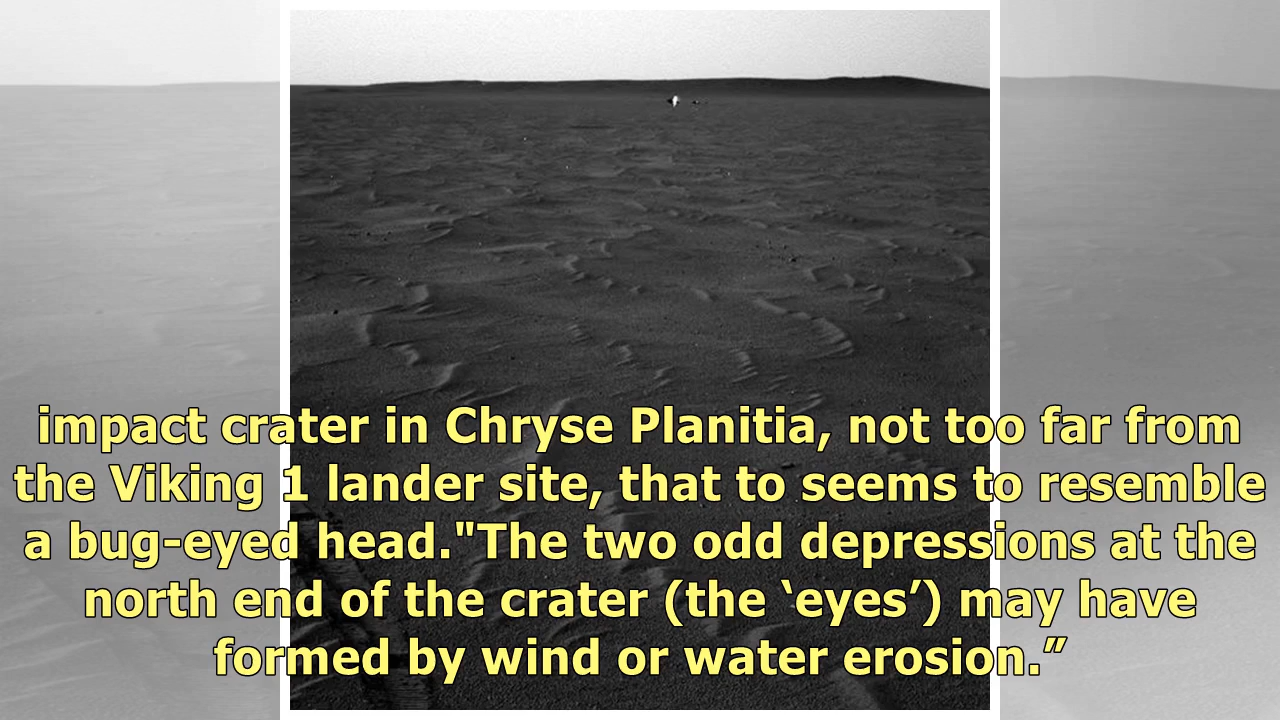 impact crater in Chryse Planitia, not too far from
the Viking 1 lander site, that to seems to resemble
a bug-eyed head."The two odd depressions at the
north end of the crater (the ‘eyes’) may have
formed by wind or water erosion.”